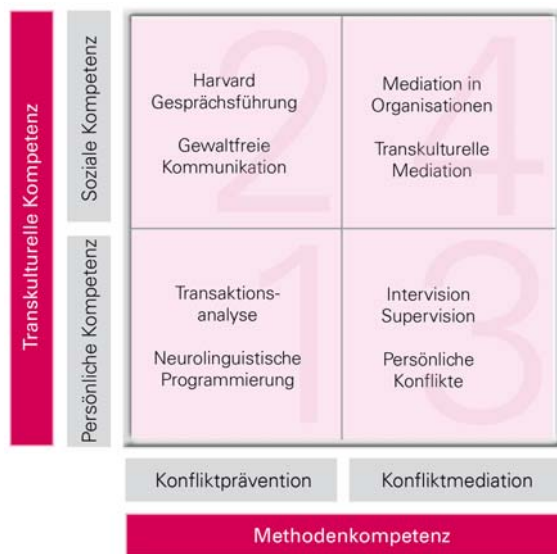 Transkulturelle Kompetenz
Soziale Kompetenz
Persönliche Kompetenz
2
Harvard
Gesprächsführung
Gewaltfreie
Kommunikation
4
Mediation in
Organisationen
Transkulturelle
Mediation
1
Transaktions-
analyse
Neurolinguistische
Programmierung
3
Intervision
Supervision
Persönliche
Konflikte
Konfliktprävention
Konfliktmediation
Methodenkompetenz